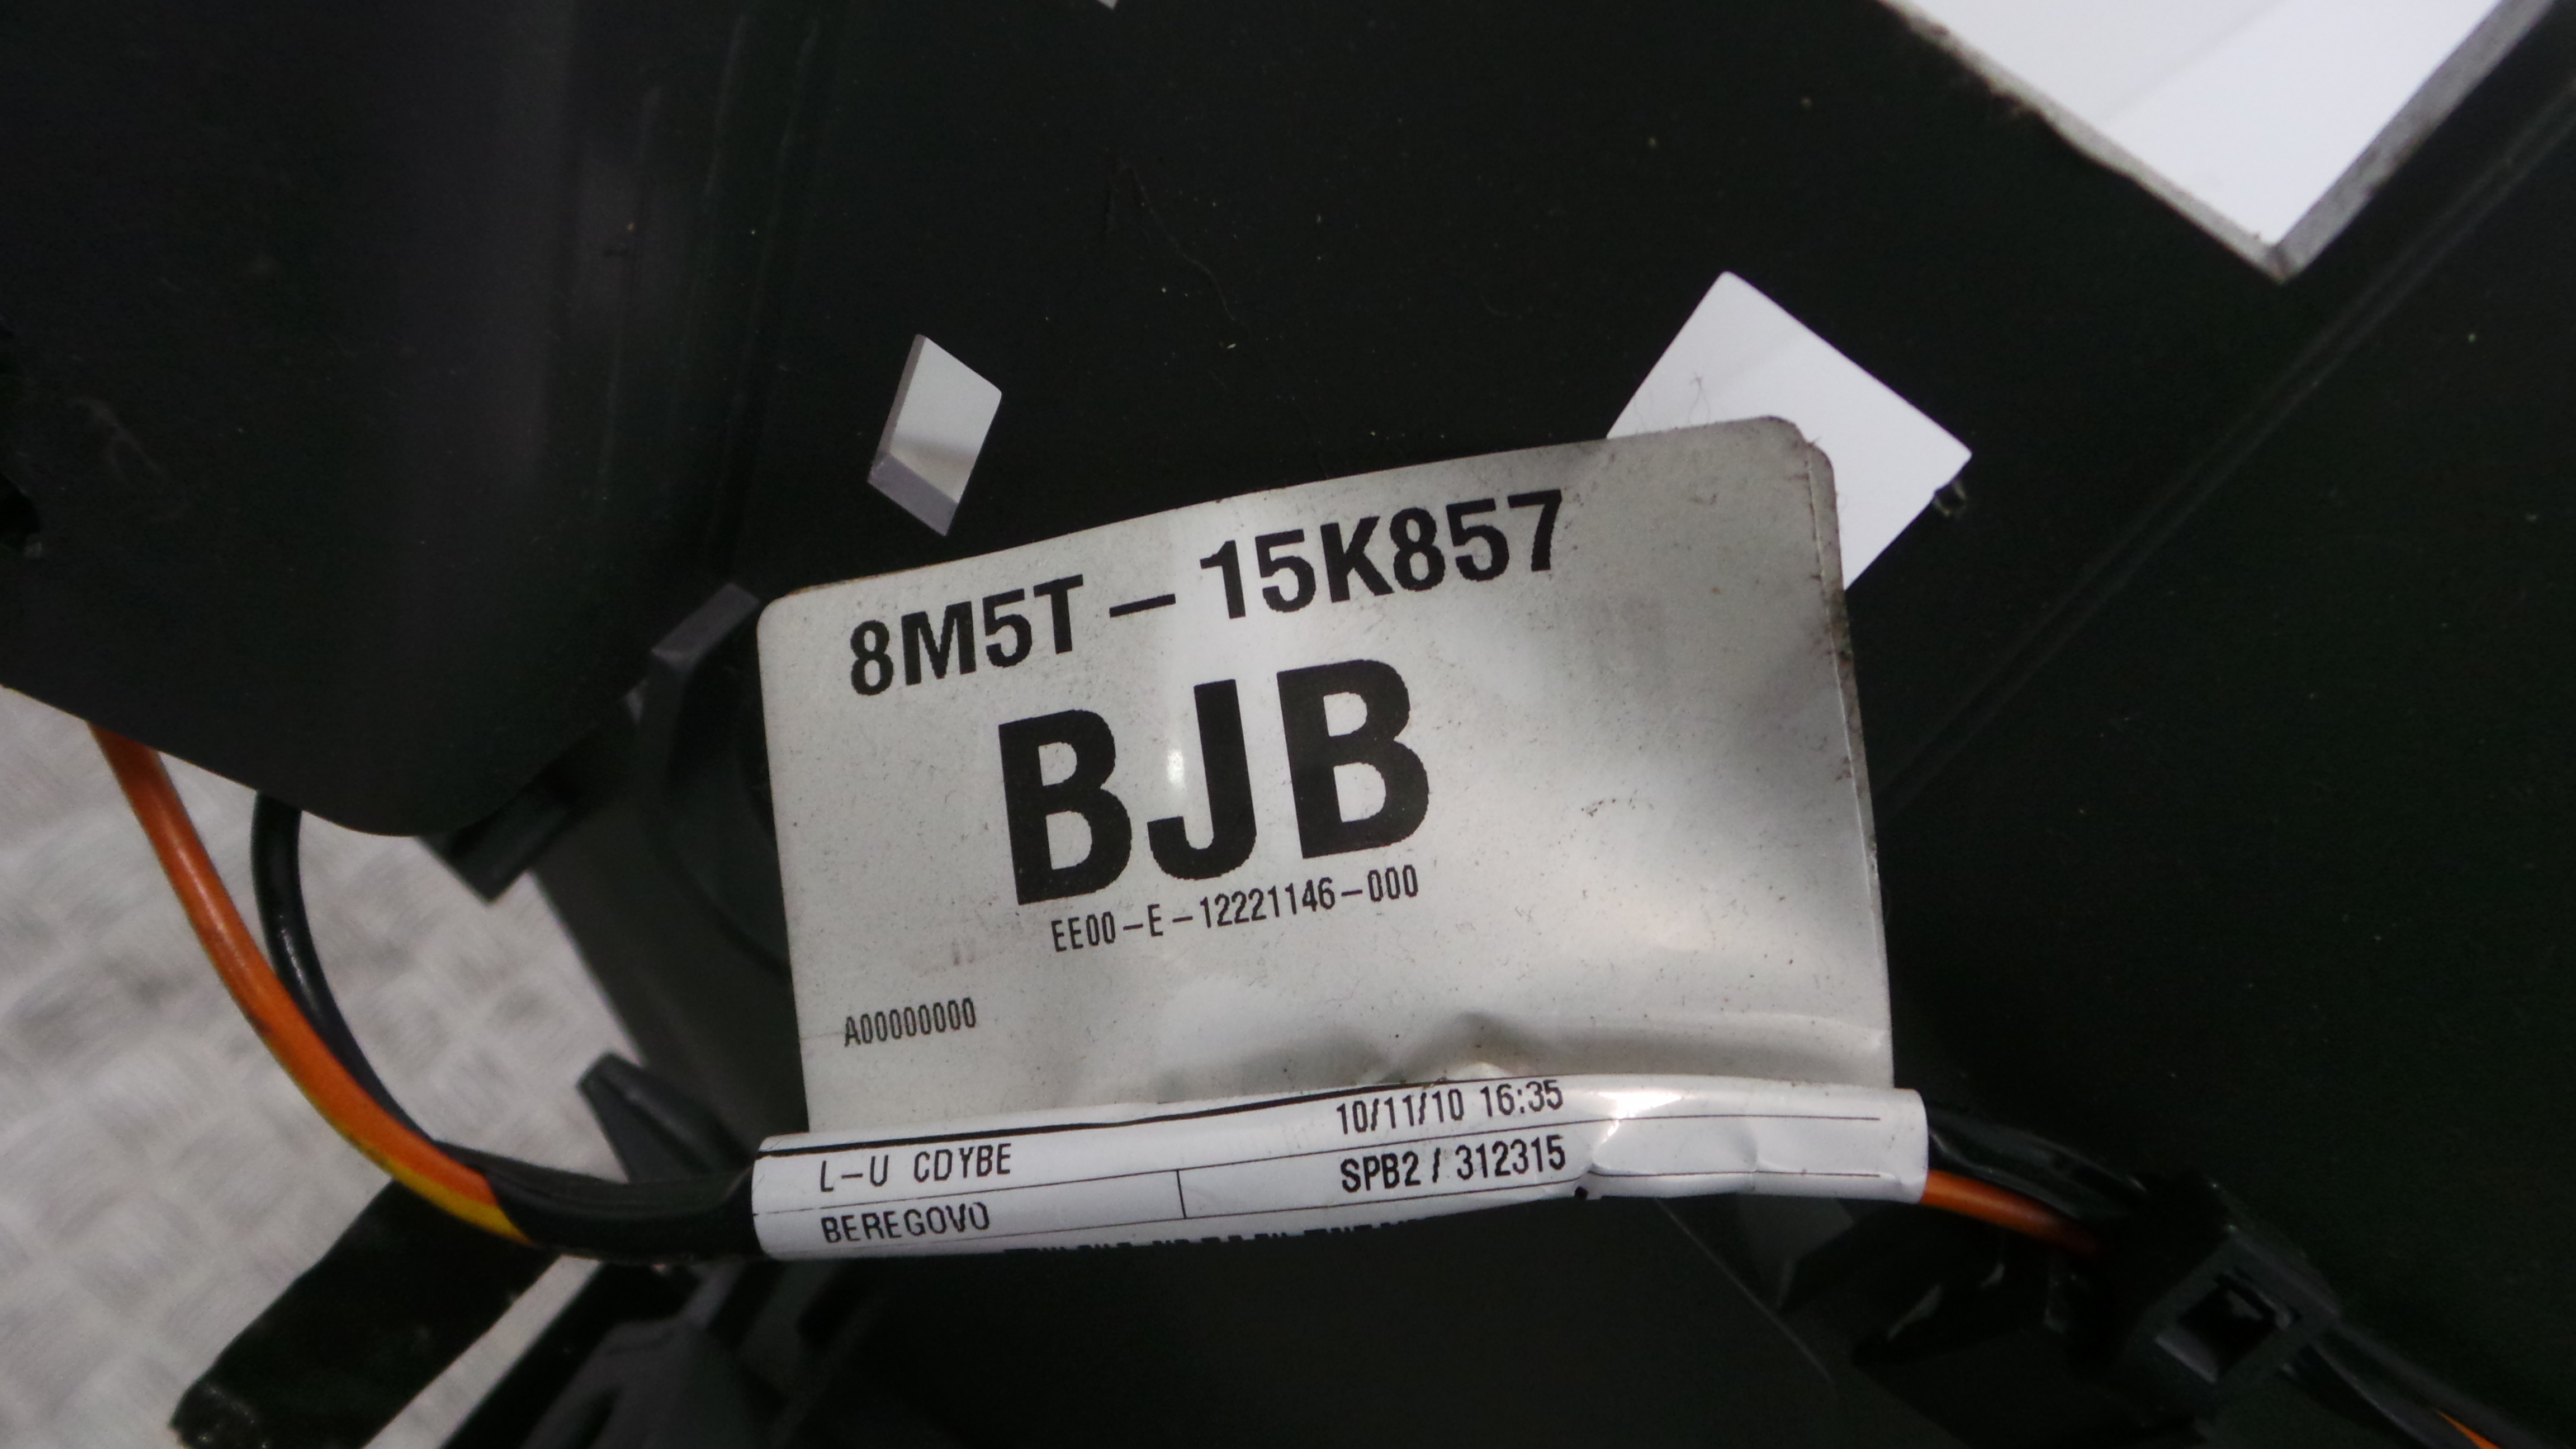 8M5T-15K857
BJB
EE00-E-12221146-000
A00000000
10/11/10 16:35
L-U CDYBE
SPB2 / 312315
BEREGOVO